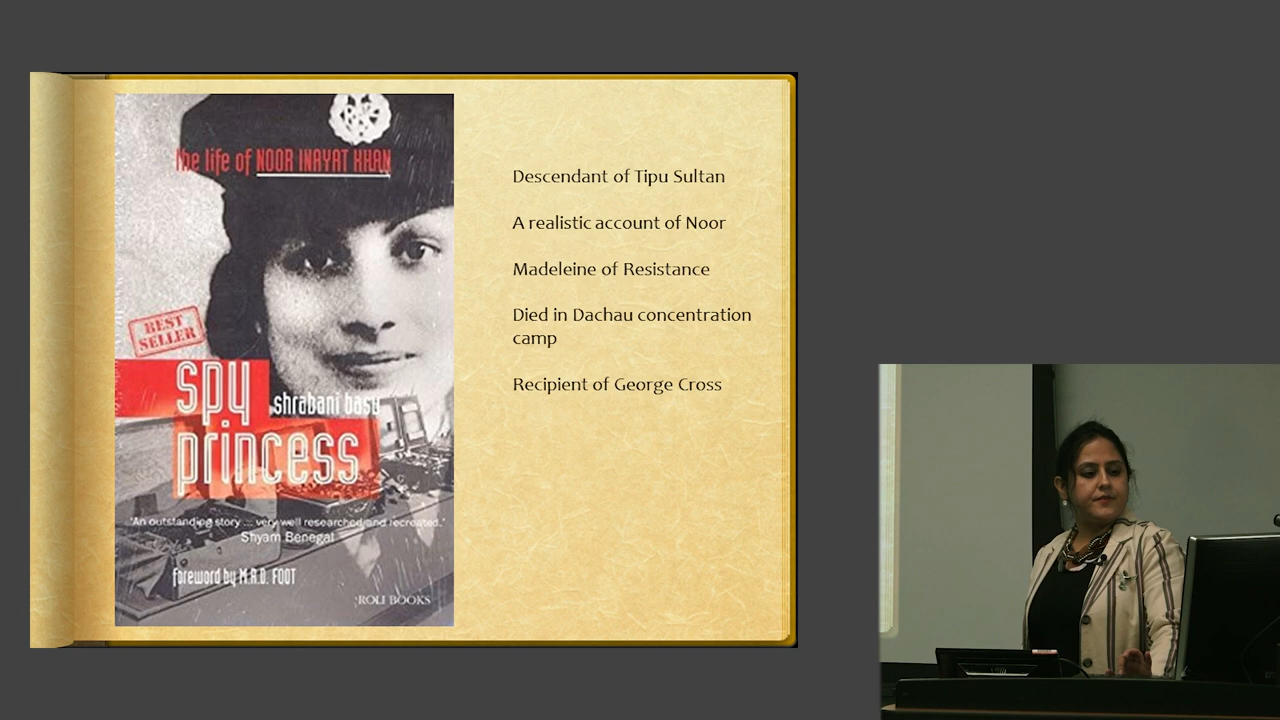 The life of NOOR INAYAT KHAN
BEST
SELLER
spy
shrabani basu
princess
"An outstanding story ... very well researched and recreated."
Shyam Benegal
foreword by M.R.D. FOOT
ROLI BOOKS
Descendant of Tipu Sultan
A realistic account of Noor
Madeleine of Resistance
Died in Dachau concentration
camp
Recipient of George Cross